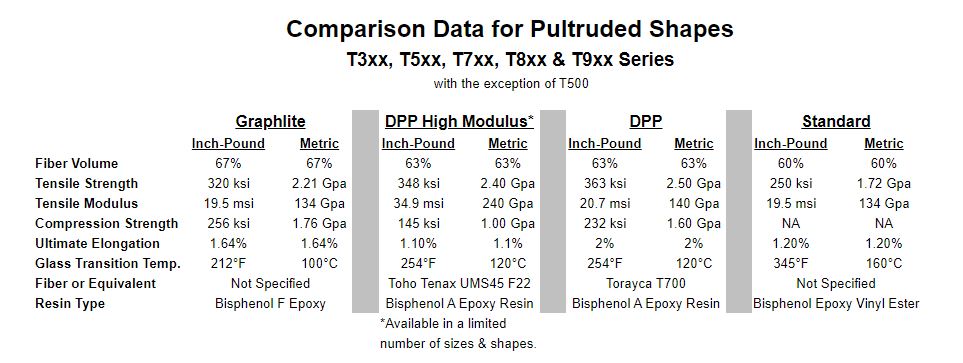 Comparison Data for Pultruded Shapes
T3xx, T5xx, T7xx, T8xx & T9xx Series
with the exception of T500
Graphlite DPP High Modulus* DPP Standard
Inch-Pound Metric Inch-Pound Metric Inch-Pound Metric Inch-Pound Metric
Fiber Volume 67% 67% 63% 63% 63% 63% 60% 60%
Tensile Strength 320 ksi 2.21 Gpa 348 ksi 2.40 Gpa 363 ksi 2.50 Gpa 250 ksi 1.72 Gpa
Tensile Modulus 19.5 msi 134 Gpa 34.9 msi 240 Gpa 20.7 msi 140 Gpa 19.5 msi 134 Gpa
Compression Strength 256 ksi 1.76 Gpa 145 ksi 1.00 Gpa 232 ksi 1.60 Gpa NA NA
Ultimate Elongation 1.64% 1.64% 1.10% 1.1% 2% 2% 1.20% 1.20%
Glass Transition Temp. 212°F 100°C 254°F 120°C 254°F 120°C 345°F 160°C
Fiber or Equivalent Not Specified Toho Tenax UMS45 F22 Torayca T700 Not Specified
Resin Type Bisphenol F Epoxy Bisphenol A Epoxy Resin Bisphenol A Epoxy Resin Bisphenol Epoxy Vinyl Ester
*Available in a limited
number of sizes & shapes.